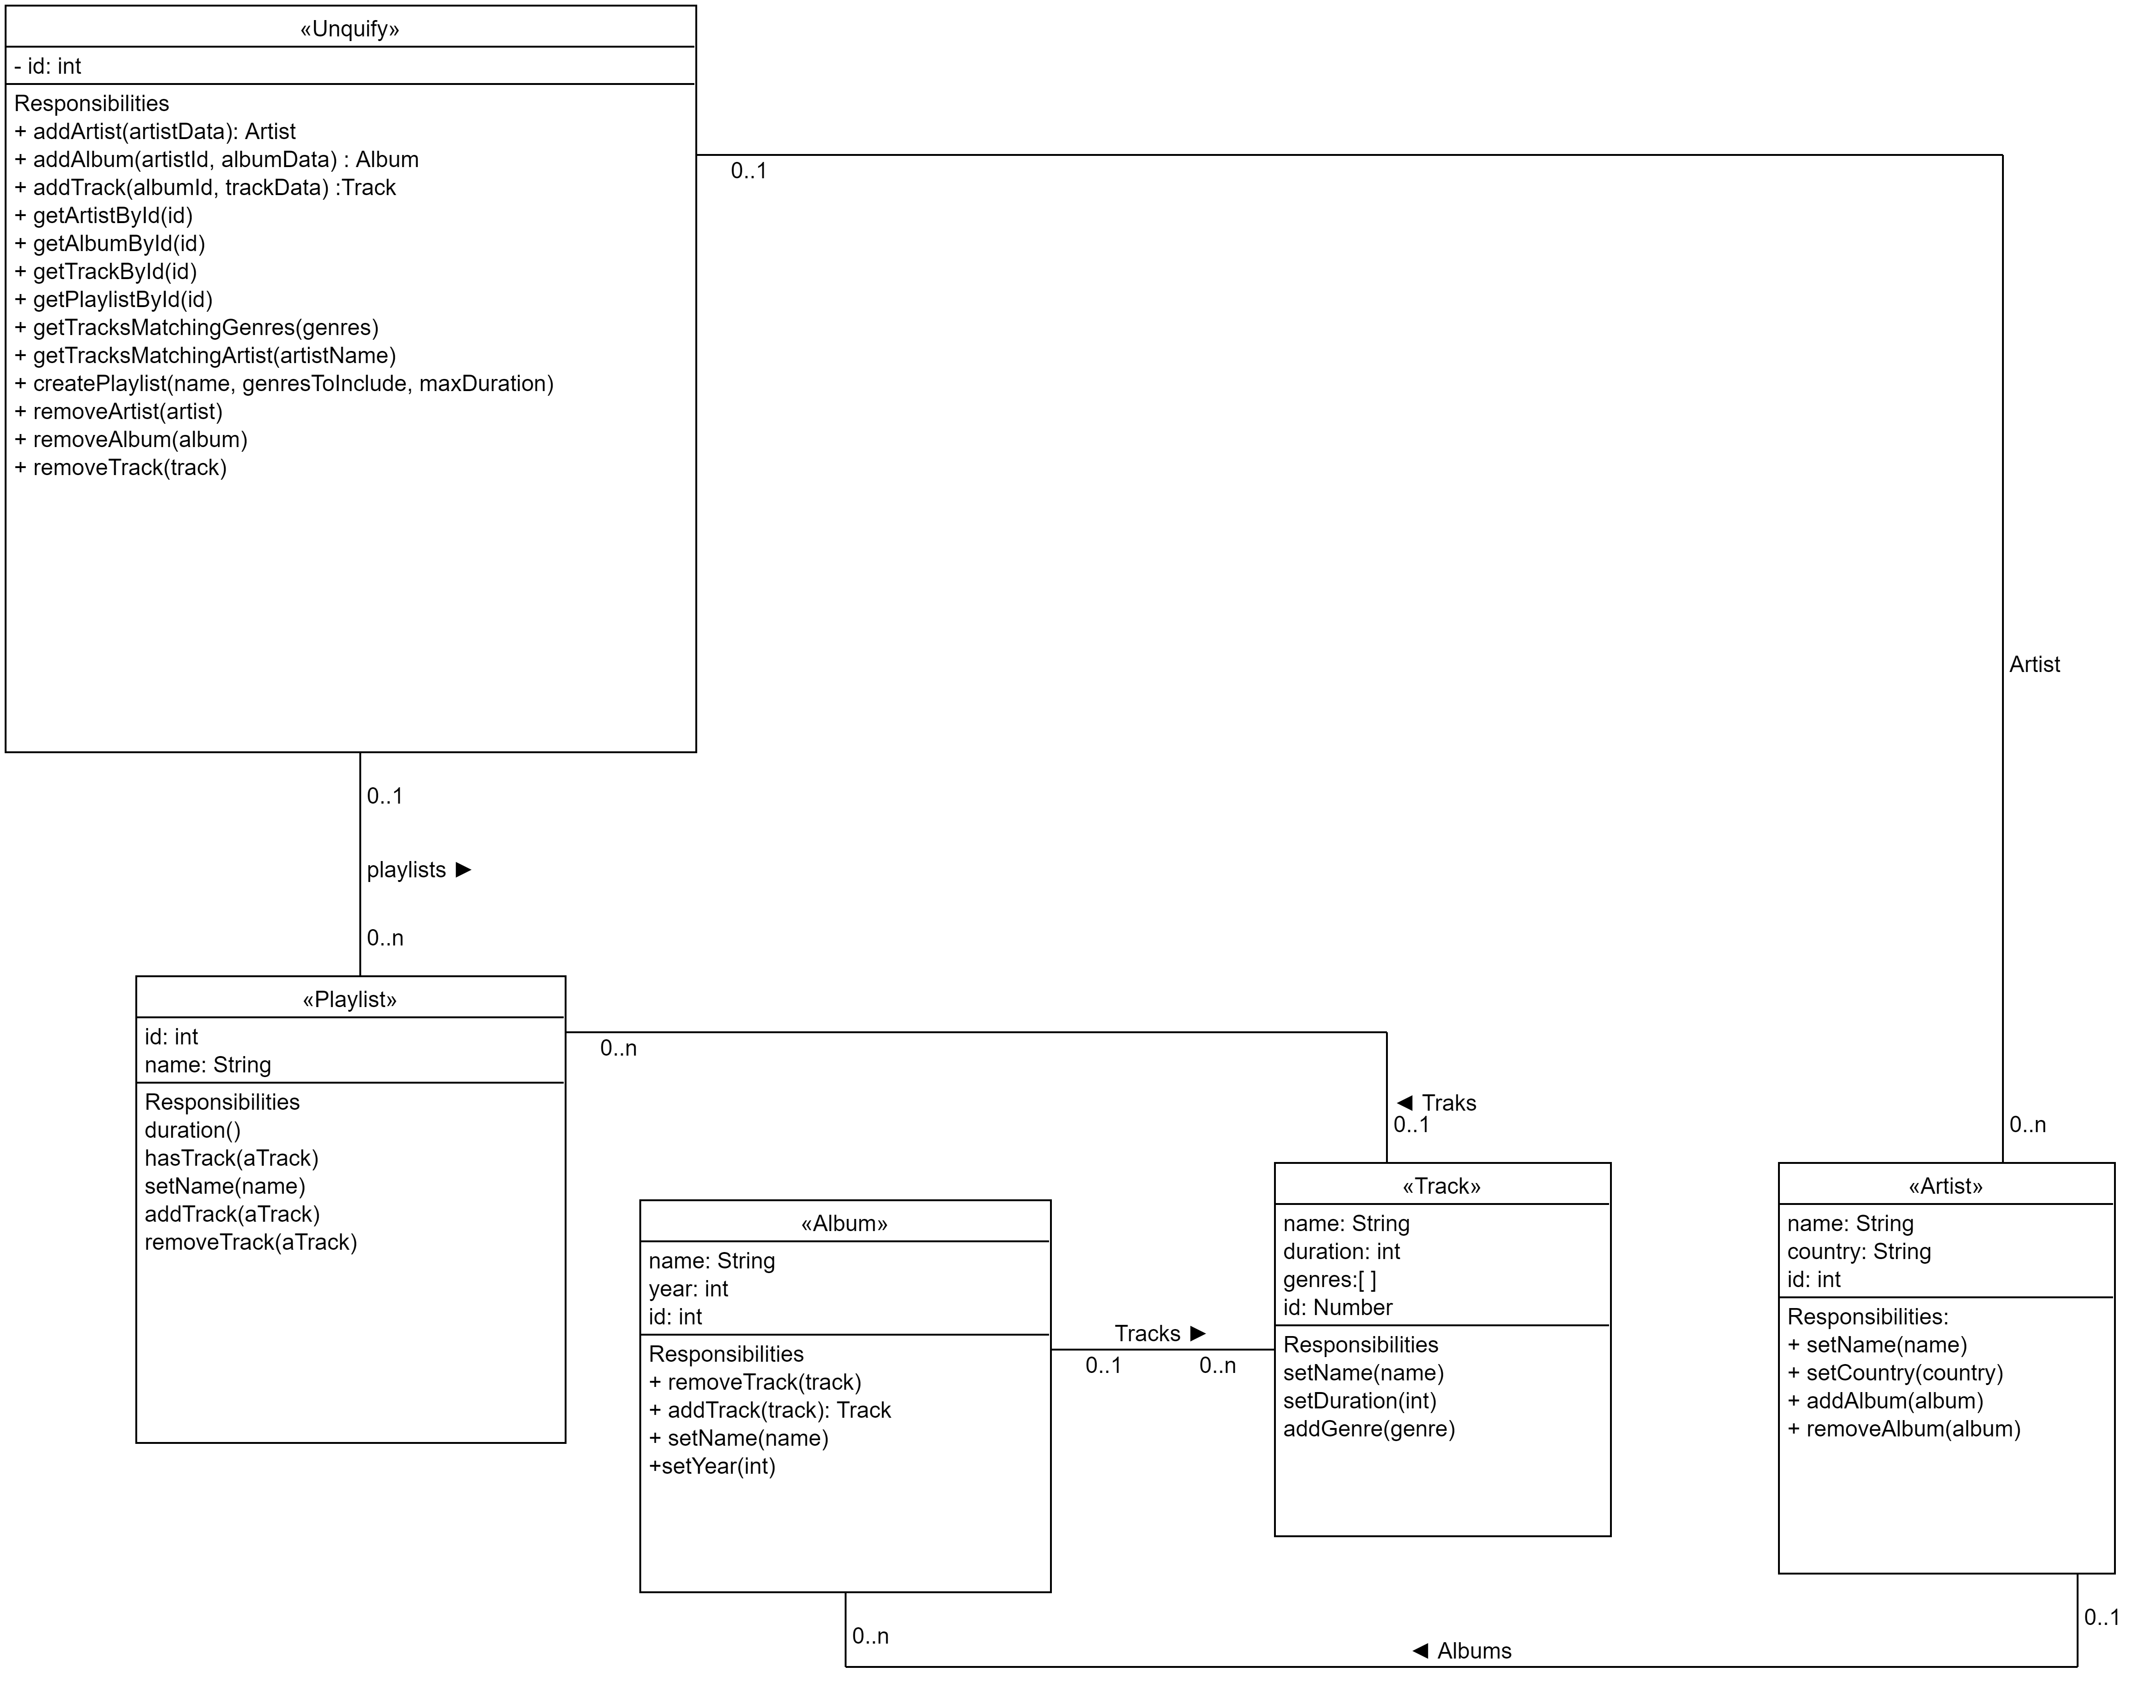 «Unquify»
- id: int
Responsibilities
+ addArtist(artistData): Artist
+ addAlbum(artistId, albumData) : Album
+ addTrack(albumId, trackData) :Track
+ getArtistById(id)
+ getAlbumById(id)
+ getTrackById(id)
+ getPlaylistById(id)
+ getTracksMatchingGenres(genres)
+ getTracksMatchingArtist(artistName)
+ createPlaylist(name, genresToInclude, maxDuration)
+ removeArtist(artist)
+ removeAlbum(album)
+ removeTrack(track)
0..1
Artist
0..n
0..1
playlists ►
0..n
«Playlist»
id: int
name: String
Responsibilities
duration()
hasTrack(aTrack)
setName(name)
addTrack(aTrack)
removeTrack(aTrack)
0..n
◄ Traks
0..1
«Album»
name: String
year: int
id: int
Responsibilities
+ removeTrack(track)
+ addTrack(track): Track
+ setName(name)
+setYear(int)
Tracks ►
0..1
0..n
«Track»
name: String
duration: int
genres:[ ]
id: Number
Responsibilities
setName(name)
setDuration(int)
addGenre(genre)
«Artist»
name: String
country: String
id: int
Responsibilities:
+ setName(name)
+ setCountry(country)
+ addAlbum(album)
+ removeAlbum(album)
0..1
0..n
◄ Albums